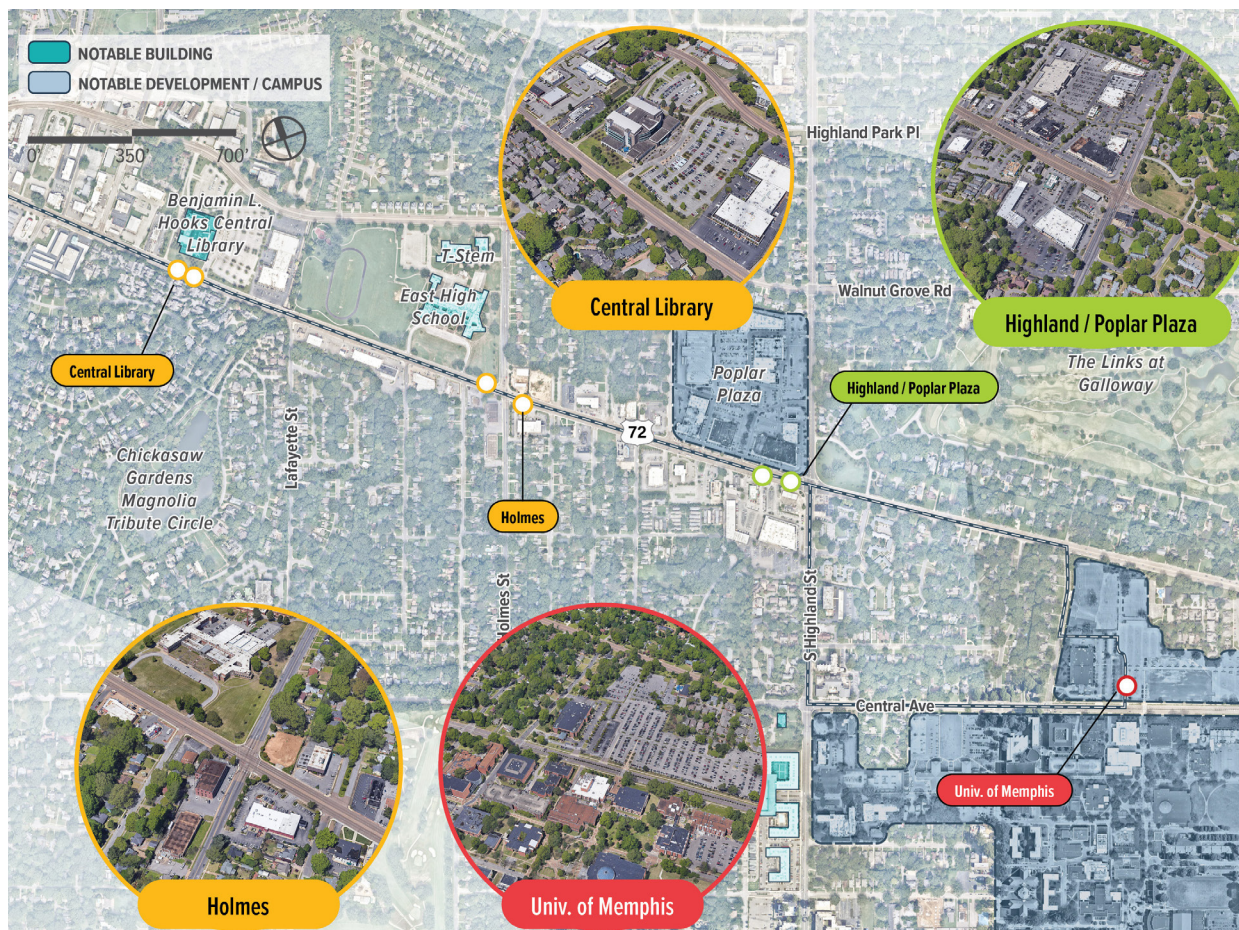 NOTABLE BUILDING
NOTABLE DEVELOPMENT / CAMPUS
0'
350'
700'
Highland Park Pl
Benjamin L.
Hooks Central
Library
T-Stem
East High
School
Central Library
Walnut Grove Rd
Highland / Poplar Plaza
The Links at
Galloway
Central Library
Poplar
Plaza
Highland / Poplar Plaza
72
Lafayette St
Chickasaw
Gardens
Magnolia
Tribute Circle
Holmes
Holmes St
S Highland St
Central Ave
Univ. of Memphis
Holmes
Univ. of Memphis